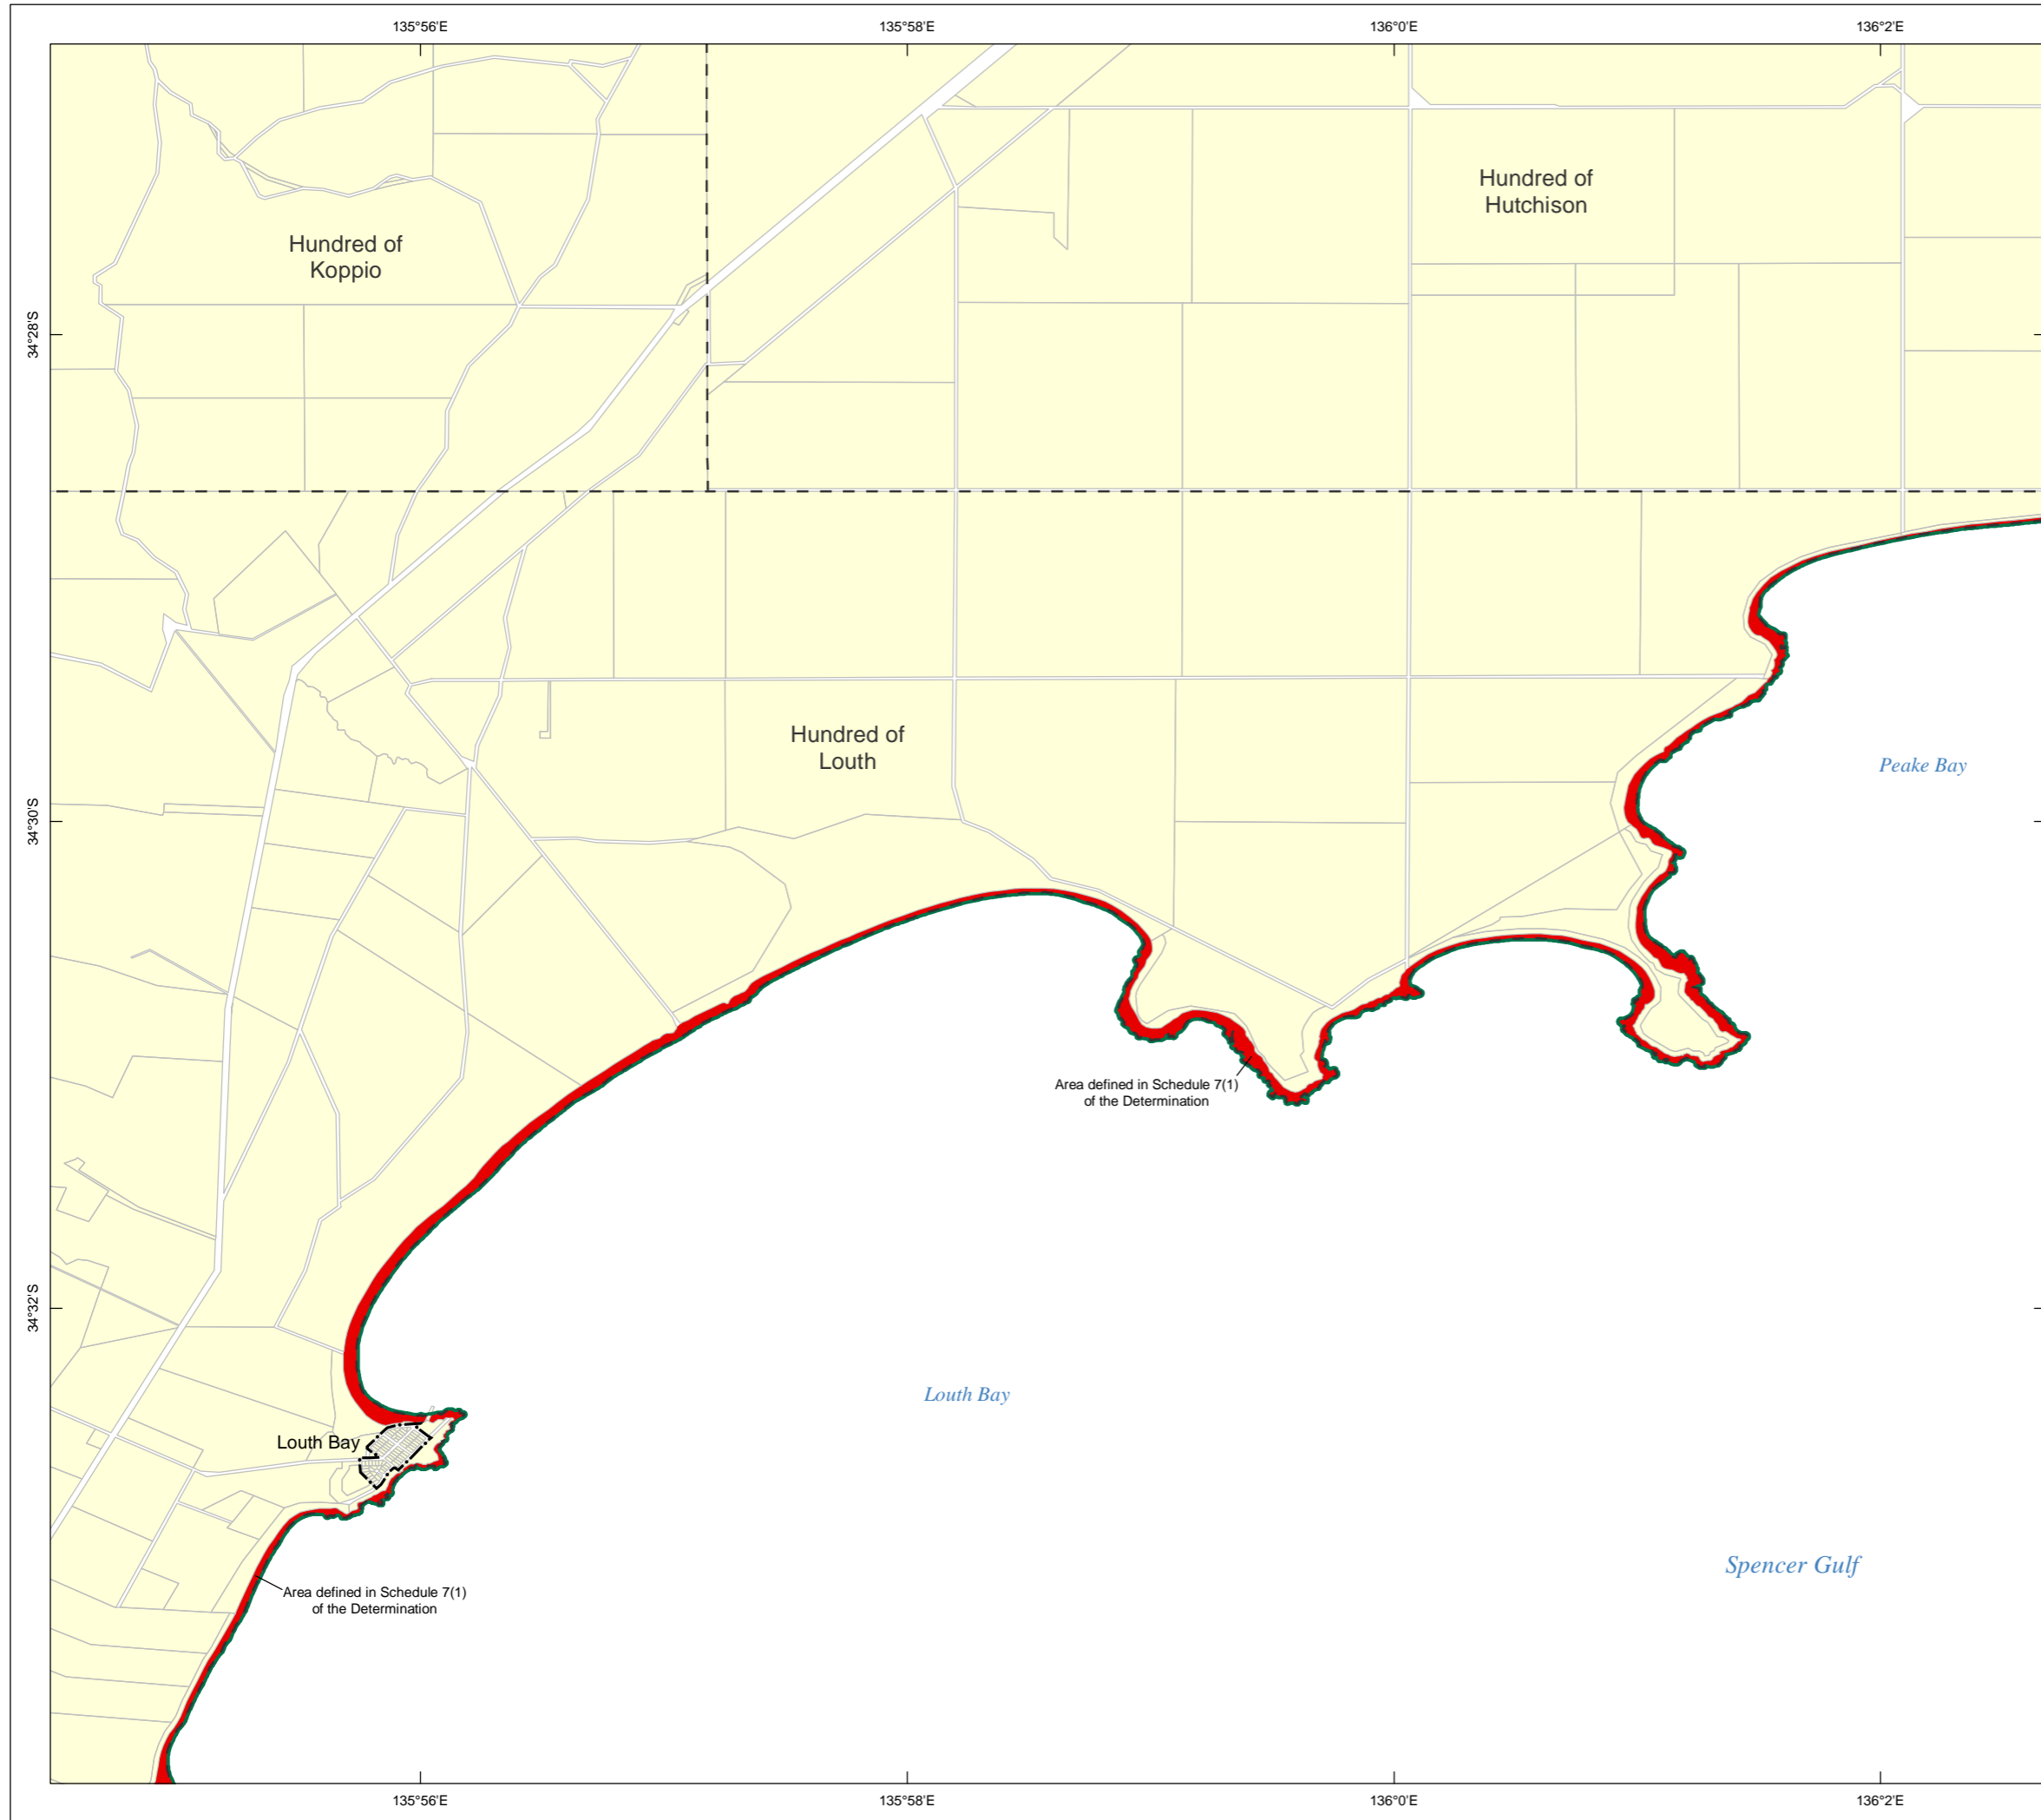 135°56'E
135°58'E
136°0'E
136°2'E
Hundred of
Hutchison
Hundred of
Koppio
34°28'S
Hundred of
Louth
Peake Bay
34°30'S
Area defined in Schedule 7(1)
of the Determination
34°32'S
Louth Bay
Louth Bay
Spencer Gulf
Area defined in Schedule 7(1)
of the Determination
135°56'E
135°58'E
136°0'E
136°2'E